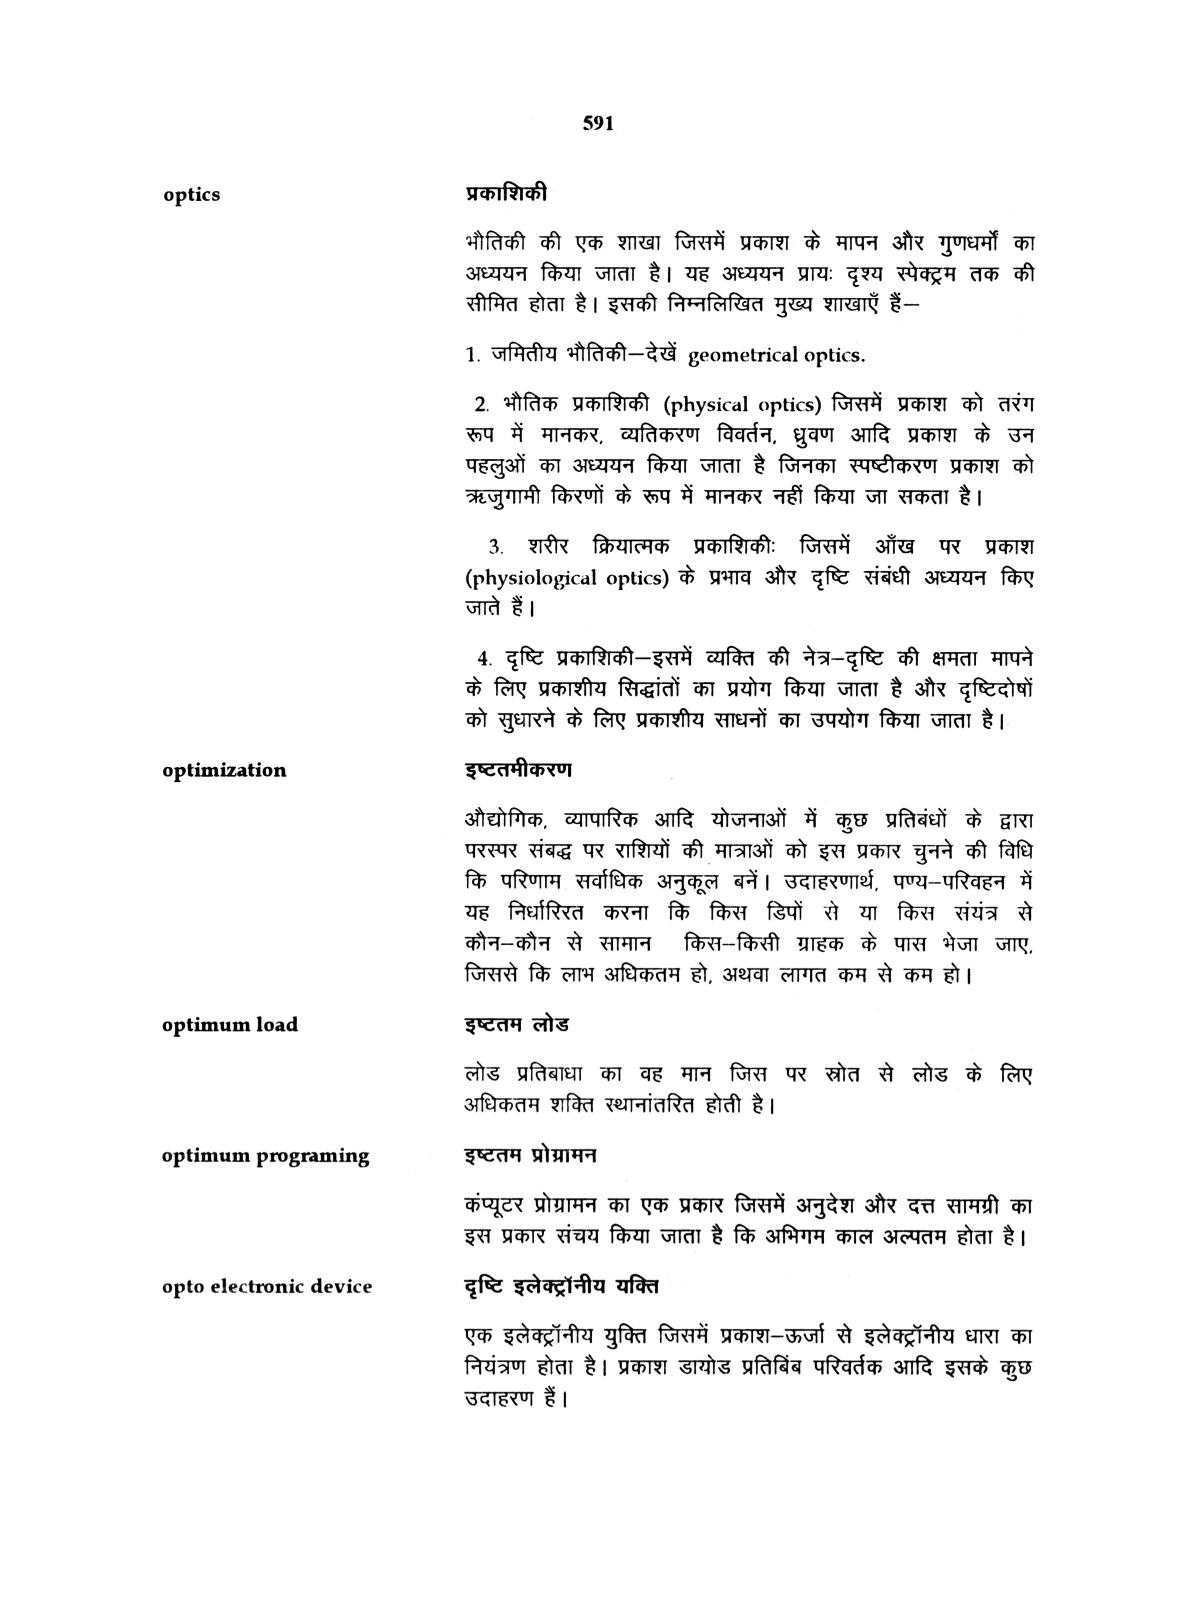 591
optics प्रकाशिकी
भौतिकी की एक शाखा जिसमें प्रकाश के मापन और गुणधर्मों का
अध्ययन किया जाता है। यह अध्ययन प्रायः दृश्य स्पेक्ट्रम तक की
सीमित होता है। इसकी निम्नलिखित मुख्य शाखाएँ हैं–
1. जमितीय भौतिकी–देखें geometrical optics.
2. भौतिक प्रकाशिकी (physical optics) जिसमें प्रकाश को तरंग
रूप में मानकर, व्यतिकरण विवर्तन, ध्रुवण आदि प्रकाश के उन
पहलुओं का अध्ययन किया जाता है जिनका स्पष्टीकरण प्रकाश को
ऋजुगामी किरणों के रूप में मानकर नहीं किया जा सकता है।
3. शरीर क्रियात्मक प्रकाशिकीः जिसमें आँख पर प्रकाश
(physiological optics) के प्रभाव और दृष्टि संबंधी अध्ययन किए
जाते हैं।
4. दृष्टि प्रकाशिकी–इसमें व्यक्ति की नेत्र–दृष्टि की क्षमता मापने
के लिए प्रकाशीय सिद्धांतों का प्रयोग किया जाता है और दृष्टिदोषों
को सुधारने के लिए प्रकाशीय साधनों का उपयोग किया जाता है।
optimization इष्टतमीकरण
औद्योगिक, व्यापारिक आदि योजनाओं में कुछ प्रतिबंधों के द्वारा
परस्पर संबद्ध पर राशियों की मात्राओं को इस प्रकार चुनने की विधि
कि परिणाम सर्वाधिक अनुकूल बनें। उदाहरणार्थ, पण्य–परिवहन में
यह निर्धारिरत करना कि किस डिपों से या किस संयंत्र से
कौन–कौन से सामान किस–किसी ग्राहक के पास भेजा जाए,
जिससे कि लाभ अधिकतम हो, अथवा लागत कम से कम हो।
optimum load इष्टतम लोड
लोड प्रतिबाधा का वह मान जिस पर स्रोत से लोड के लिए
अधिकतम शक्ति स्थानांतरित होती है।
optimum programing इष्टतम प्रोग्रामन
कंप्यूटर प्रोग्रामन का एक प्रकार जिसमें अनुदेश और दत्त सामग्री का
इस प्रकार संचय किया जाता है कि अभिगम काल अल्पतम होता है।
opto electronic device दृष्टि इलेक्ट्रॉनीय यक्ति
एक इलेक्ट्रॉनीय युक्ति जिसमें प्रकाश–ऊर्जा से इलेक्ट्रॉनीय धारा का
नियंत्रण होता है। प्रकाश डायोड प्रतिबिंब परिवर्तक आदि इसके कुछ
उदाहरण हैं।